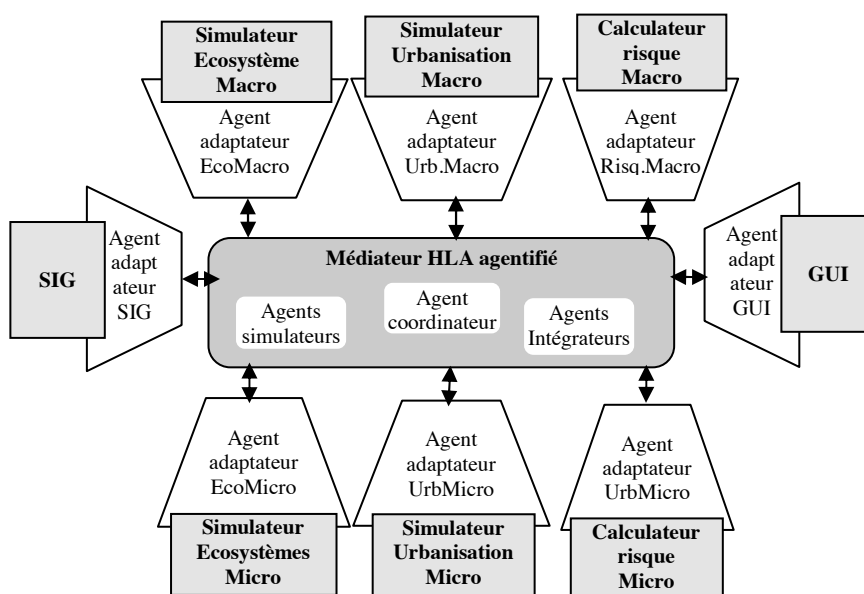 Simulateur
Ecosystème
Macro
Simulateur
Urbanisation
Macro
Calculateur
risque
Macro
Agent
adaptateur
EcoMacro
Agent
adaptateur
Urb.Macro
Agent
adaptateur
Risq.Macro
SIG
Agent
adapt
ateur
SIG
Médiateur HLA agentifié
Agents
simulateurs
Agent
coordinateur
Agents
Intégrateurs
Agent
adapt
ateur
GUI
GUI
Agent
adaptateur
EcoMicro
Agent
adaptateur
UrbMicro
Agent
adaptateur
UrbMicro
Simulateur
Ecosystèmes
Micro
Simulateur
Urbanisation
Micro
Calculateur
risque
Micro